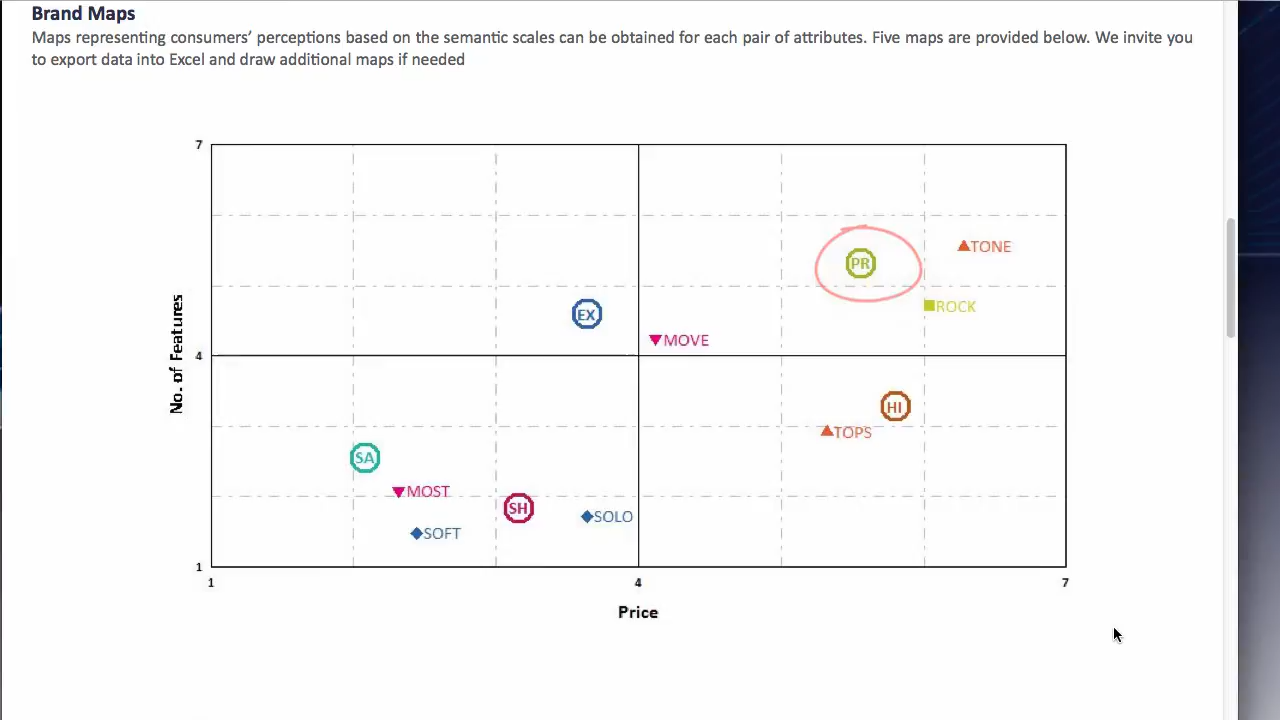 Brand Maps
Maps representing consumers’ perceptions based on the semantic scales can be obtained for each pair of attributes. Five maps are provided below. We invite you
to export data into Excel and draw additional maps if needed
7
TONE
PR
ROCK
EX
MOVE
No. of Features
4
HI
TOPS
SA
MOST
SH
SOLO
SOFT
1
1
4
7
Price